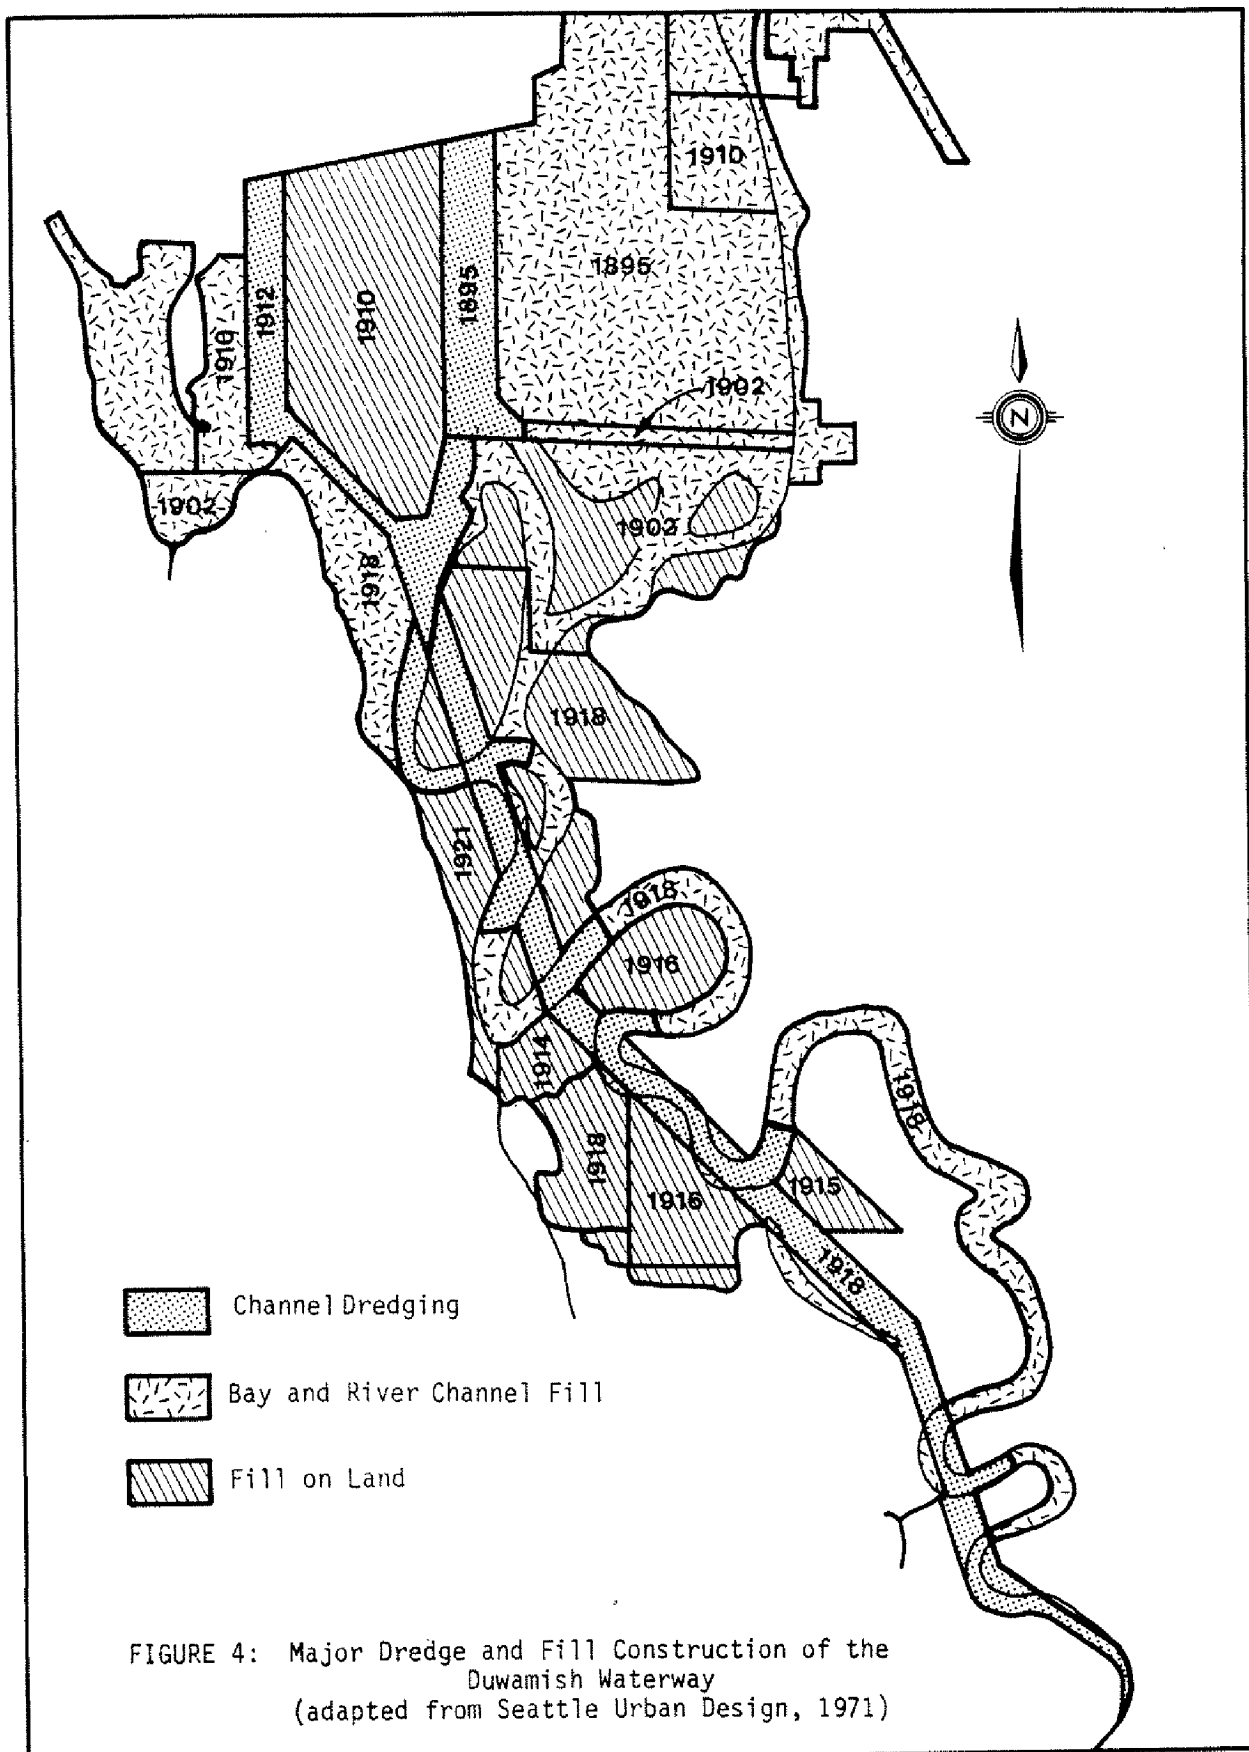 1910
1895
1912
1910
1895
1910
1902
1902
1902
1918
N
1918
1921
1918
1916
1914
1918
1918
1916
1915
1918
Channel Dredging
Bay and River Channel Fill
Fill on Land
FIGURE 4: Major Dredge and Fill Construction of the
Duwamish Waterway
(adapted from Seattle Urban Design, 1971)